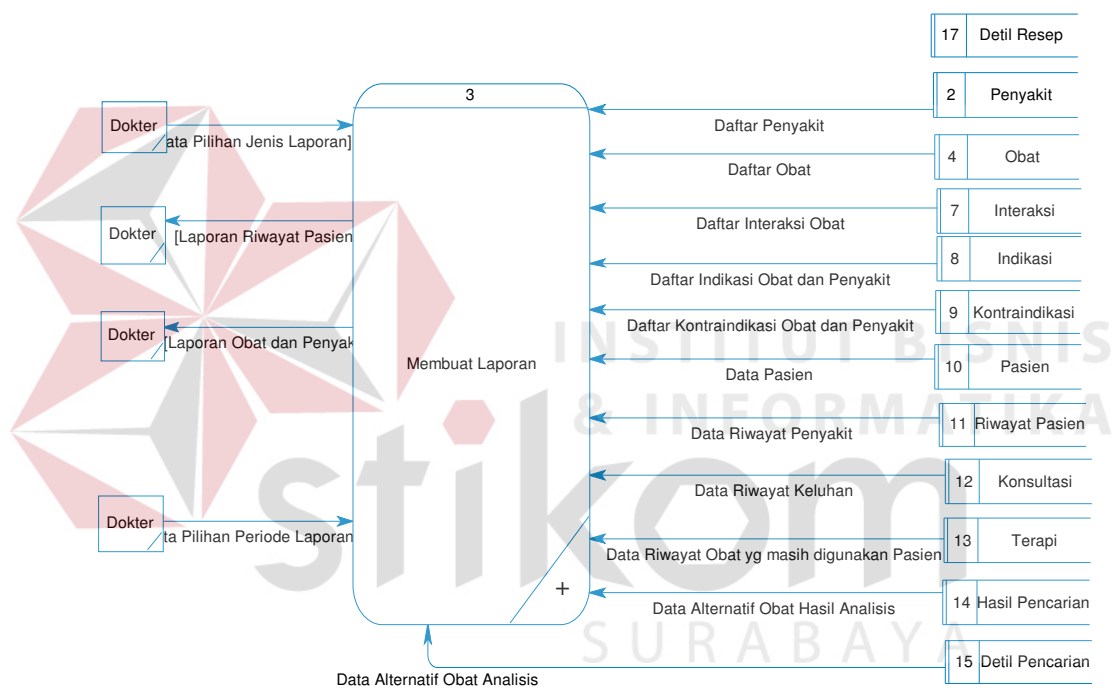 17 Detil Resep
3
2 Penyakit
Dokter
ata Pilihan Jenis Laporan]
Daftar Penyakit
4 Obat
Daftar Obat
7 Interaksi
Dokter
[Laporan Riwayat Pasien
Daftar Interaksi Obat
8 Indikasi
Daftar Indikasi Obat dan Penyakit
9 Kontraindikasi
Dokter
[Laporan Obat dan Penyak
Daftar Kontraindikasi Obat dan Penyakit
INSTITUT BISNIS
Membuat Laporan
10 Pasien
Data Pasien
& INFORMATIKA
11 Riwayat Pasien
Data Riwayat Penyakit
stikom
12 Konsultasi
Data Riwayat Keluhan
Dokter
ta Pilihan Periode Laporan
13 Terapi
Data Riwayat Obat yg masih digunakan Pasien
+
14 Hasil Pencarian
Data Alternatif Obat Hasil Analisis
SURABAYA
15 Detil Pencarian
Data Alternatif Obat Analisis